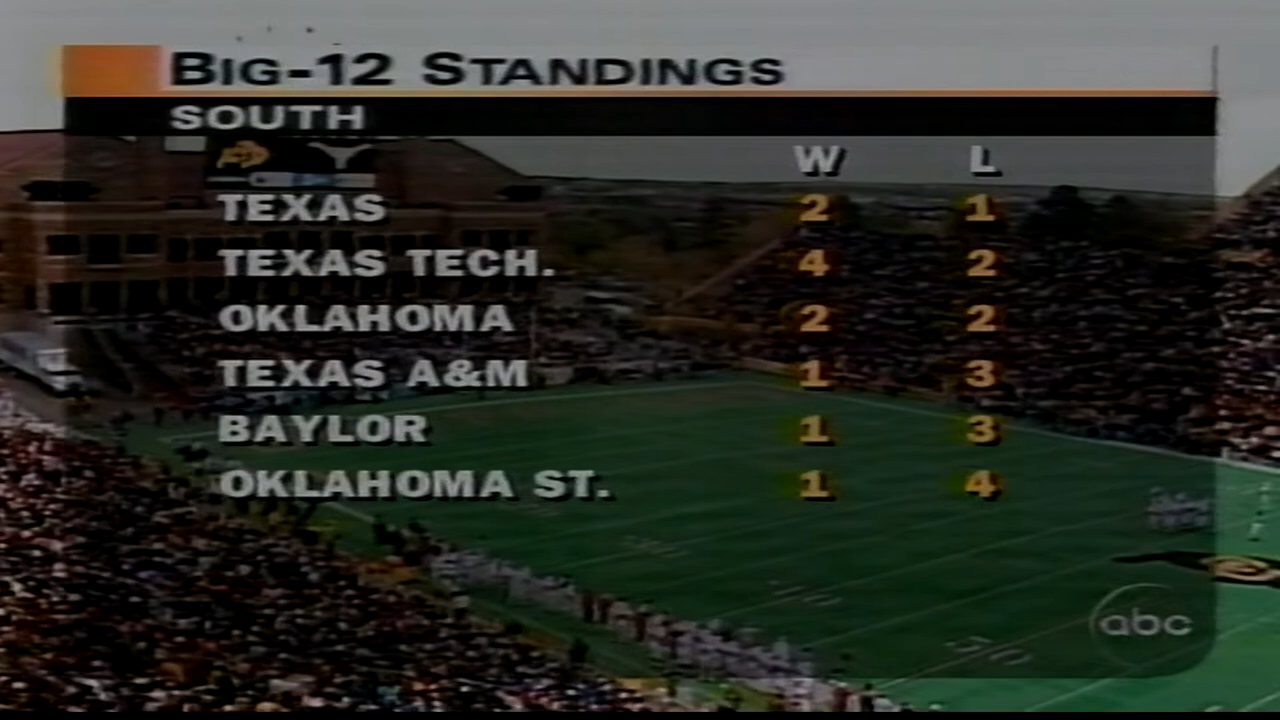 BIG-12 STANDINGS
SOUTH
W L
TEXAS 2 1
TEXAS TECH. 4 2
OKLAHOMA 2 2
TEXAS A&M 1 3
BAYLOR 1 3
OKLAHOMA ST. 1 4
abc